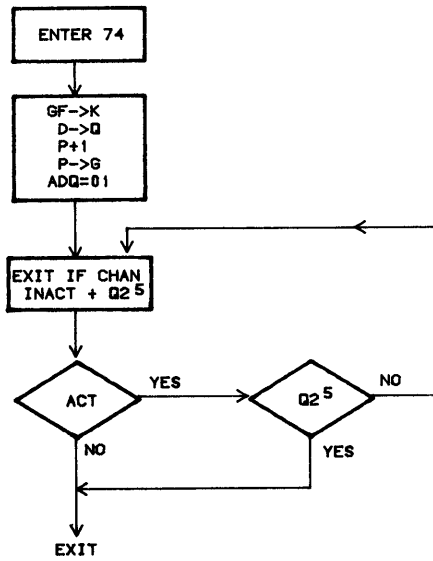 ENTER 74
GF->K
D->Q
P+1
P->G
ADQ=01
EXIT IF CHAN
INACT + Q2⁵
ACT
YES
NO
Q2⁵
NO
YES
EXIT